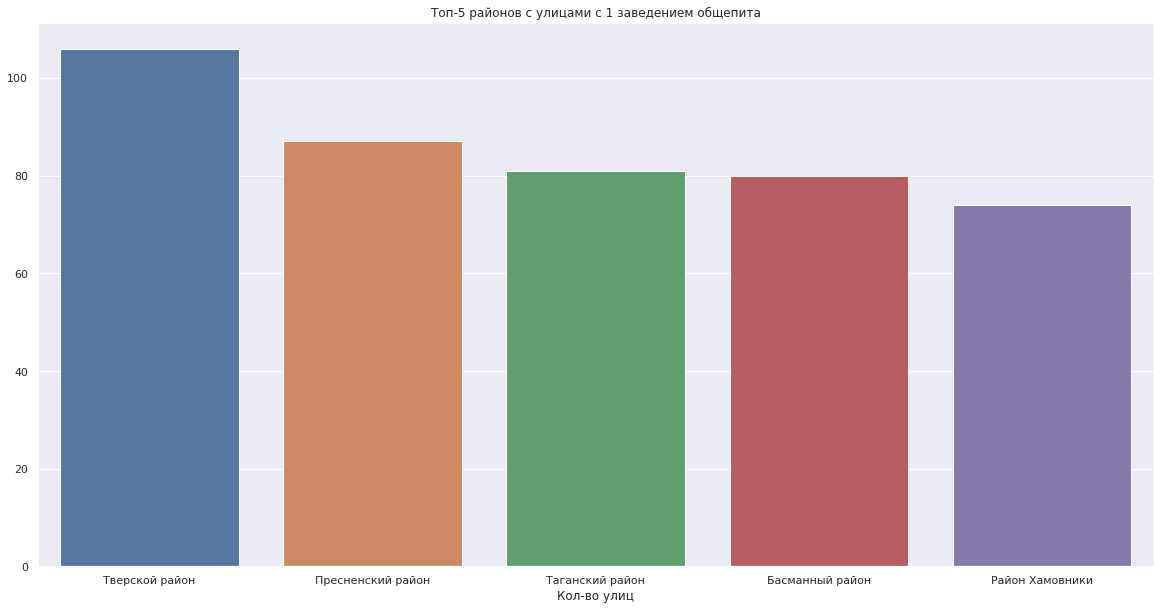 Топ-5 районов с улицами с 1 заведением общепита
100
80
60
40
20
0
Тверской район
Пресненский район
Таганский район
Басманный район
Район Хамовники
Кол-во улиц